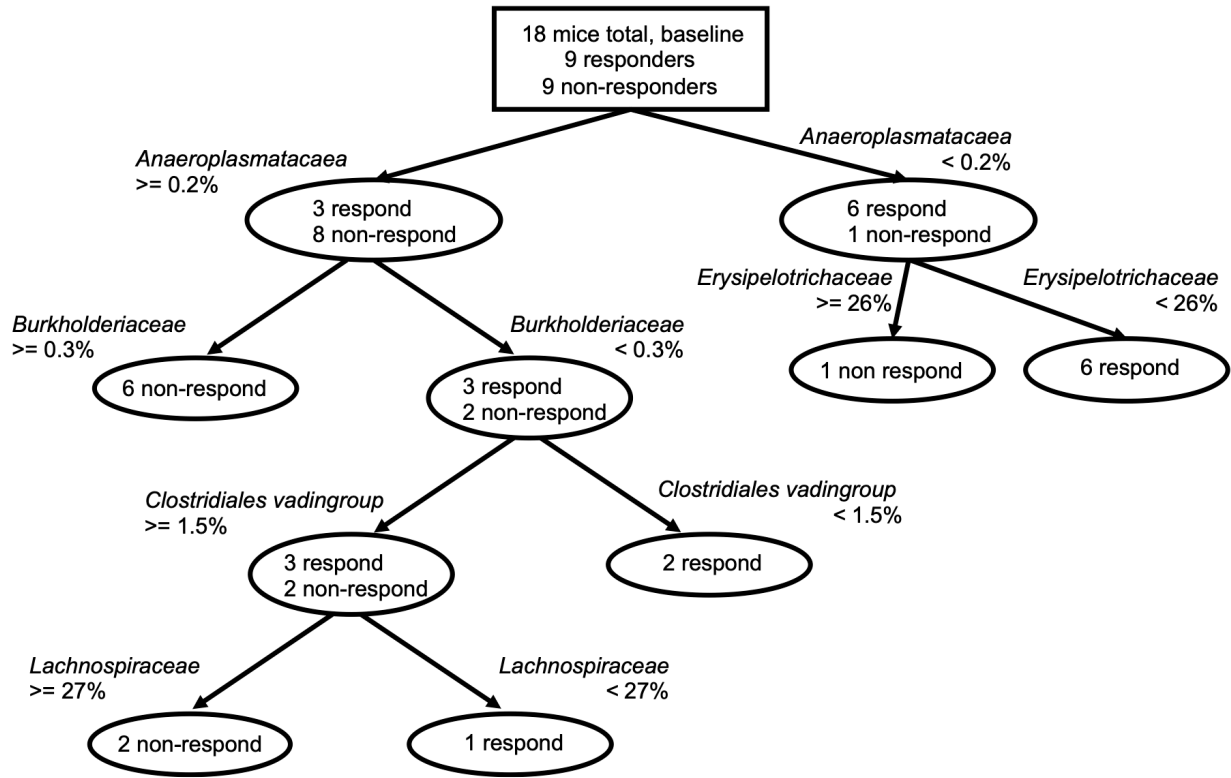 18 mice total, baseline
9 responders
9 non-responders
Anaeroplasmatacaea
>= 0.2%
Anaeroplasmatacaea
< 0.2%
3 respond
8 non-respond
6 respond
1 non-respond
Burkholderiaceae
>= 0.3%
Burkholderiaceae
< 0.3%
Erysipelotrichaceae
>= 26%
Erysipelotrichaceae
< 26%
6 non-respond
3 respond
2 non-respond
1 non respond
6 respond
Clostridiales vadingroup
>= 1.5%
Clostridiales vadingroup
< 1.5%
3 respond
2 non-respond
2 respond
Lachnospiraceae
>= 27%
Lachnospiraceae
< 27%
2 non-respond
1 respond